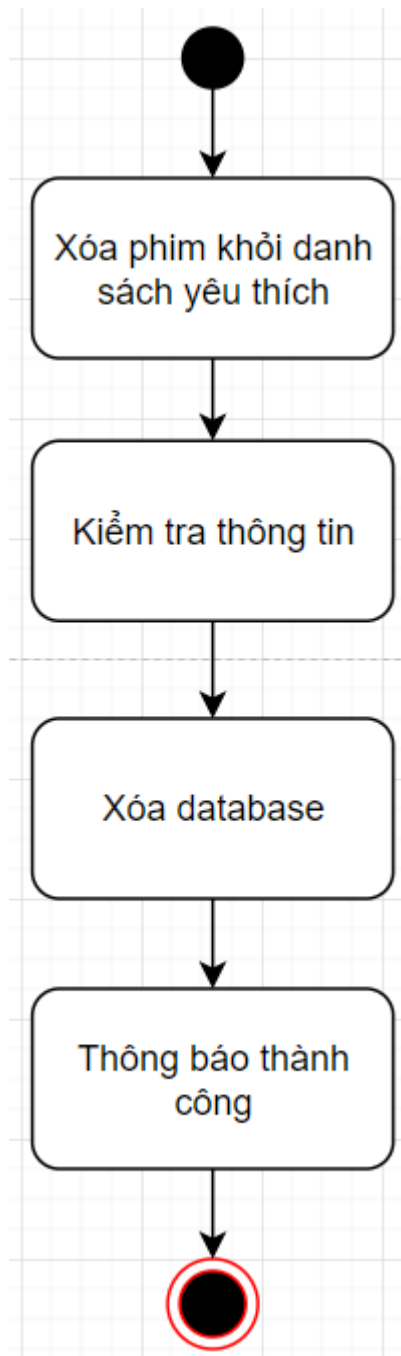 Xóa phim khỏi danh
sách yêu thích
Kiểm tra thông tin
Xóa database
Thông báo thành
công